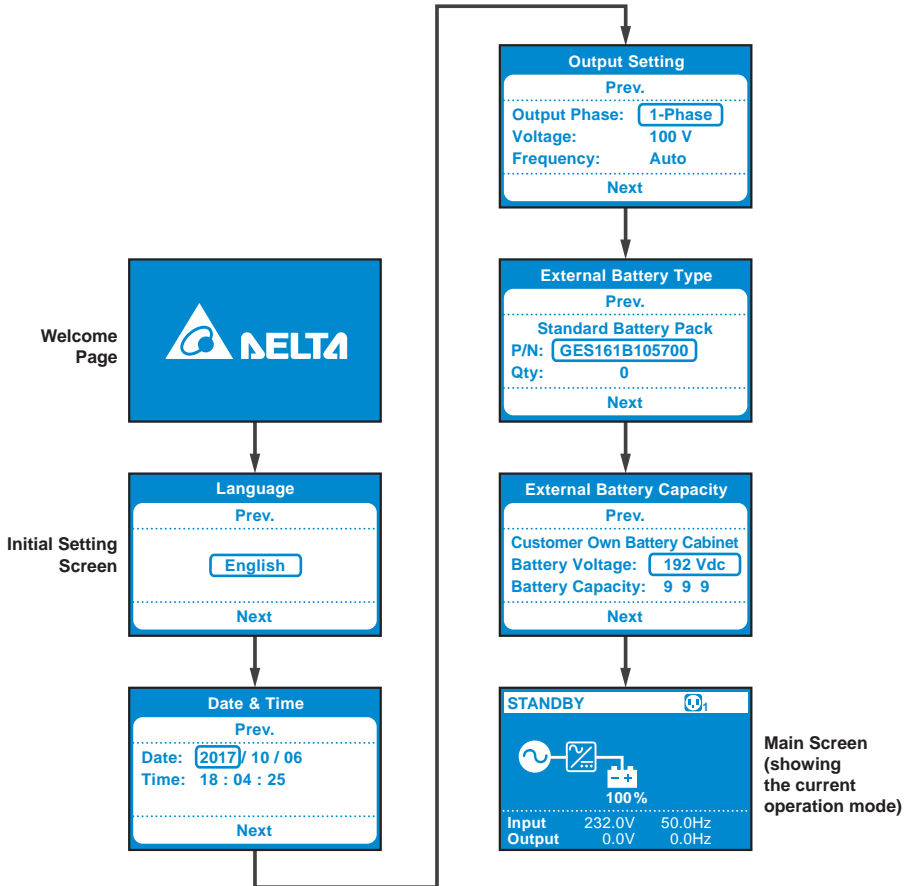 Welcome
Page
DELTA
Initial Setting
Screen
Language
Prev.
English
Next
Date & Time
Prev.
Date: 2017 / 10 / 06
Time: 18 : 04 : 25
Next
Output Setting
Prev.
Output Phase: 1-Phase
Voltage: 100 V
Frequency: Auto
Next
External Battery Type
Prev.
Standard Battery Pack
P/N: GES161B105700
Qty: 0
Next
External Battery Capacity
Prev.
Customer Own Battery Cabinet
Battery Voltage: 192 Vdc
Battery Capacity: 9 9 9
Next
STANDBY 1
100%
Input 232.0V 50.0Hz
Output 0.0V 0.0Hz
Main Screen
(showing
the current
operation mode)